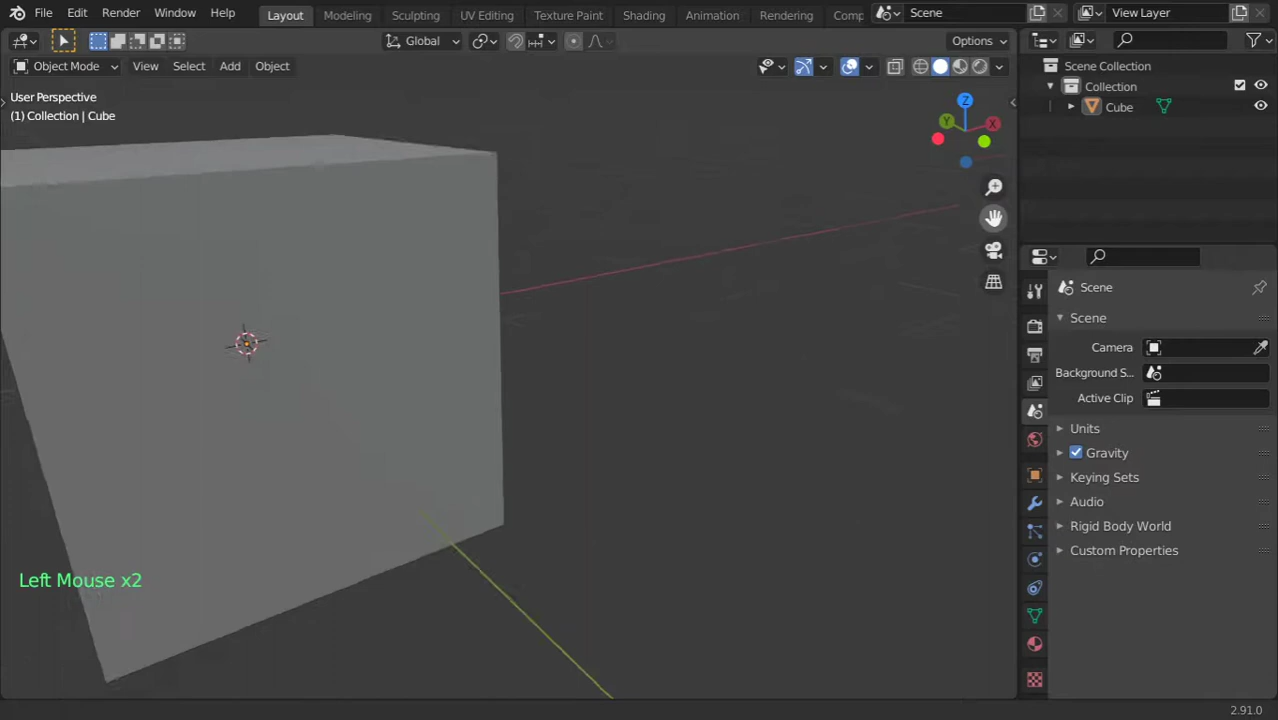 File Edit Render Window Help Layout Modeling Sculpting UV Editing Texture Paint Shading Animation Rendering Comp Scene View Layer
Global Options
Object Mode View Select Add Object
User Perspective
(1) Collection | Cube
Z
Y
X
Left Mouse x2
Scene Collection
Collection
Cube
Scene
Scene
Camera
Background S...
Active Clip
Units
Gravity
Keying Sets
Audio
Rigid Body World
Custom Properties
2.91.0